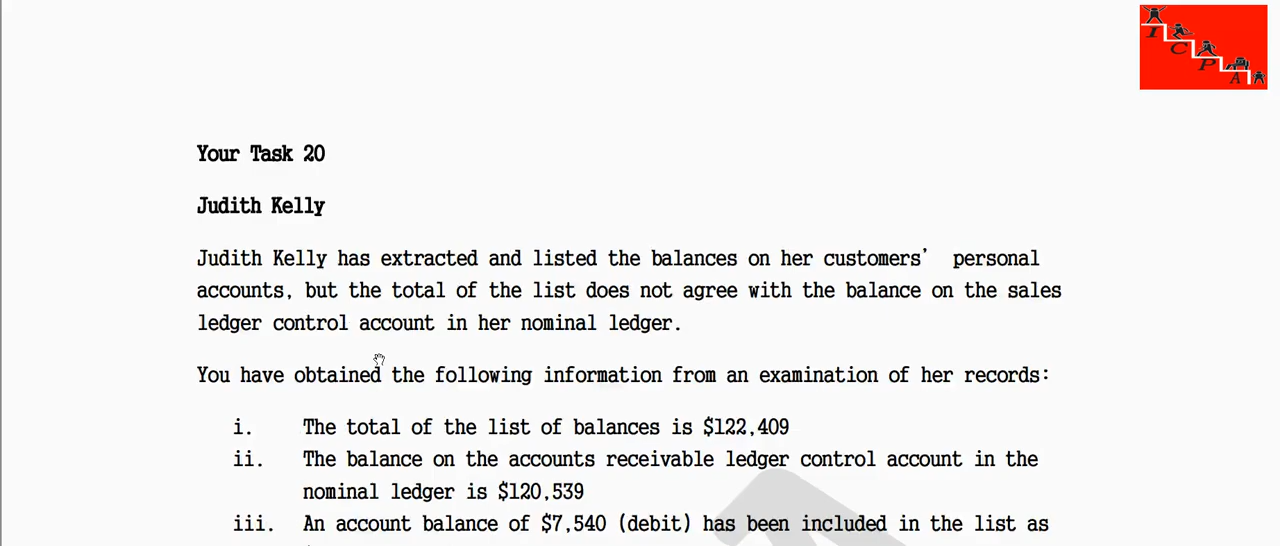 I
C
P
A
Your Task 20
Judith Kelly
Judith Kelly has extracted and listed the balances on her customers' personal
accounts, but the total of the list does not agree with the balance on the sales
ledger control account in her nominal ledger.
You have obtained the following information from an examination of her records:
i. The total of the list of balances is $122,409
ii. The balance on the accounts receivable ledger control account in the
nominal ledger is $120,539
iii. An account balance of $7,540 (debit) has been included in the list as